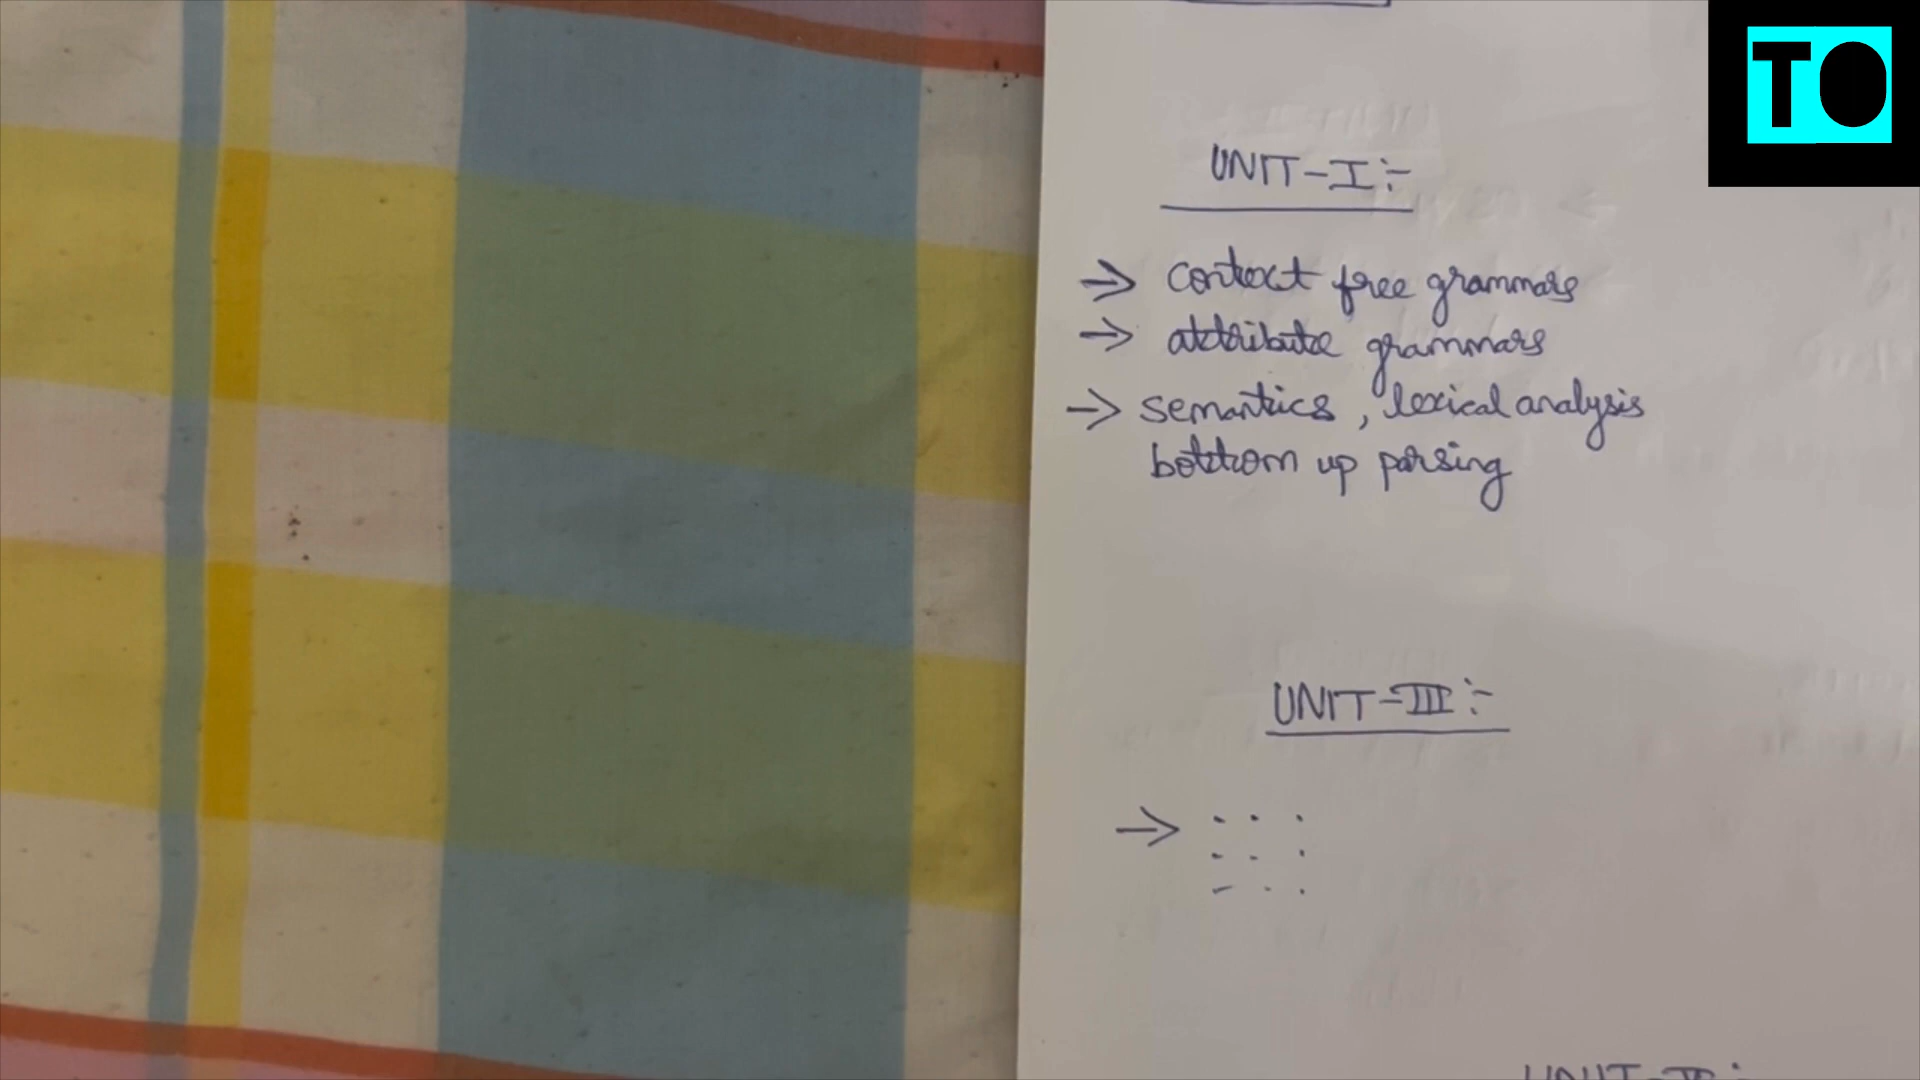 TO
UNIT-I:-
→ context free grammars
→ attribute grammars
→ semantics, lexical analysis
bottom up parsing
UNIT-III:-
→ . . .
. . .
- . .